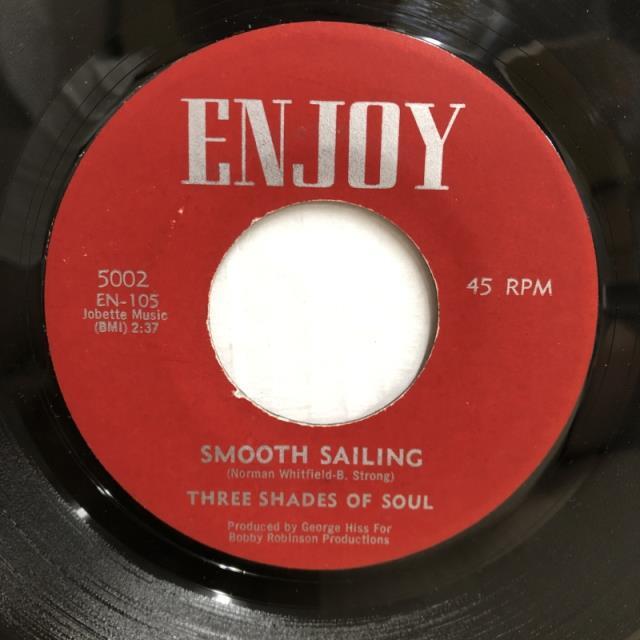 ENJOY
5002
EN-105
Jobette Music
(BMI) 2:37
45 RPM
SMOOTH SAILING
(Norman Whitfield-B. Strong)
THREE SHADES OF SOUL
Produced by George Hiss For
Bobby Robinson Productions